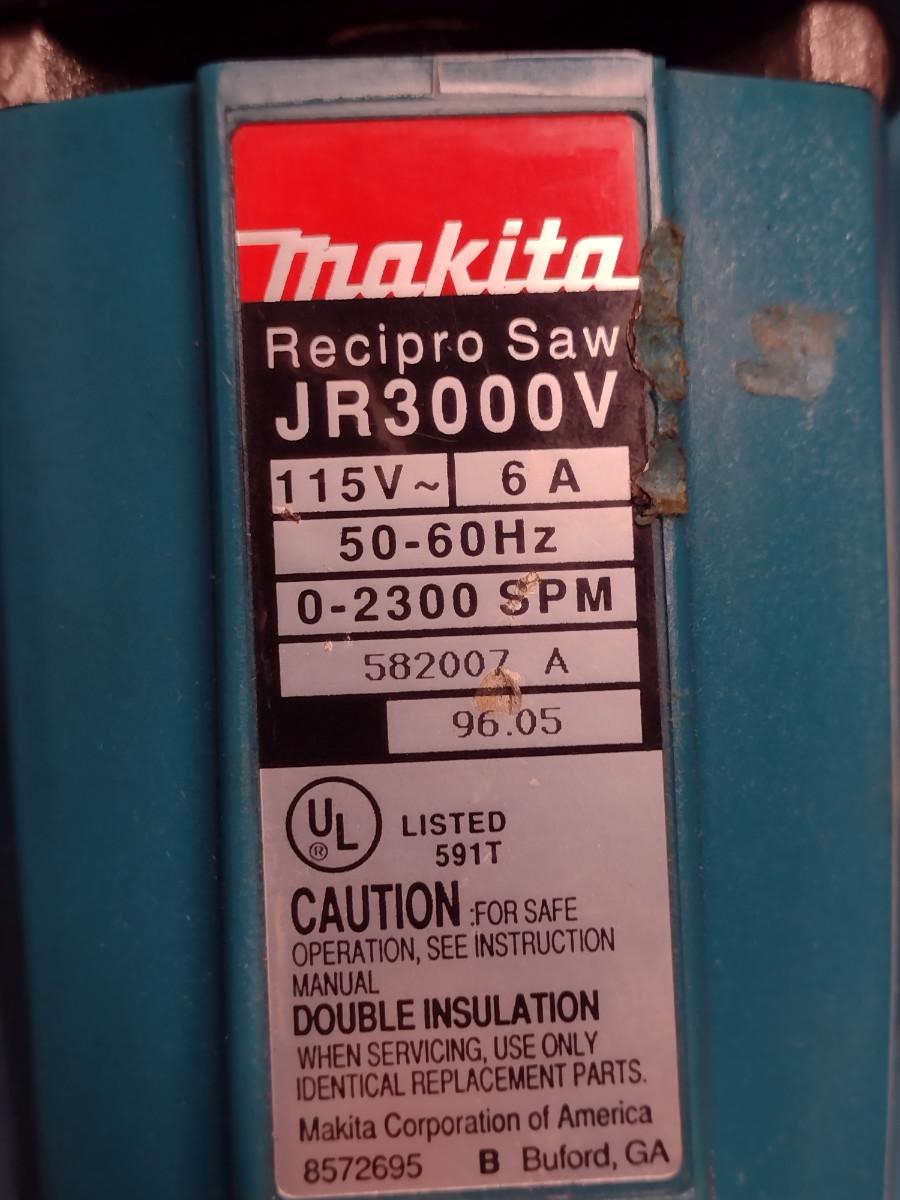 makita
Recipro Saw
JR3000V
115V~ 6 A
50-60Hz
0-2300 SPM
582007 A
96.05
UL ® LISTED
591T
CAUTION :FOR SAFE
OPERATION, SEE INSTRUCTION
MANUAL
DOUBLE INSULATION
WHEN SERVICING, USE ONLY
IDENTICAL REPLACEMENT PARTS.
Makita Corporation of America
8572695 B Buford, GA